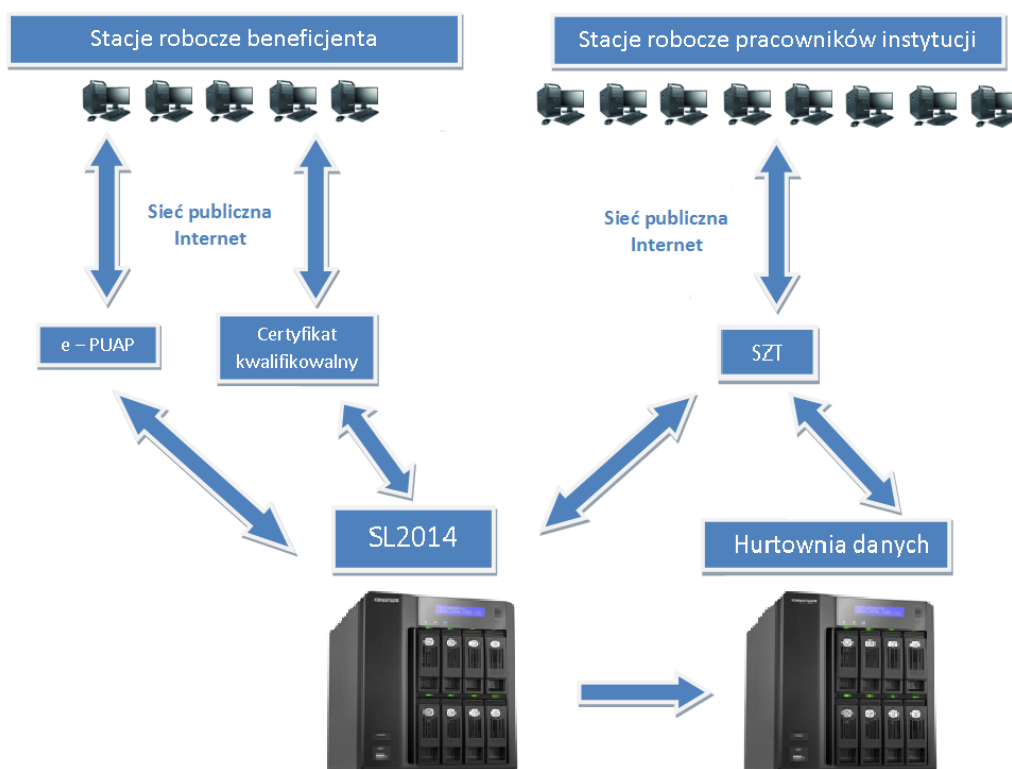 Stacje robocze beneficjenta
Stacje robocze pracowników instytucji
Sieć publiczna
Internet
Sieć publiczna
Internet
e – PUAP
Certyfikat
kwalifikowalny
SZT
SL2014
Hurtownia danych